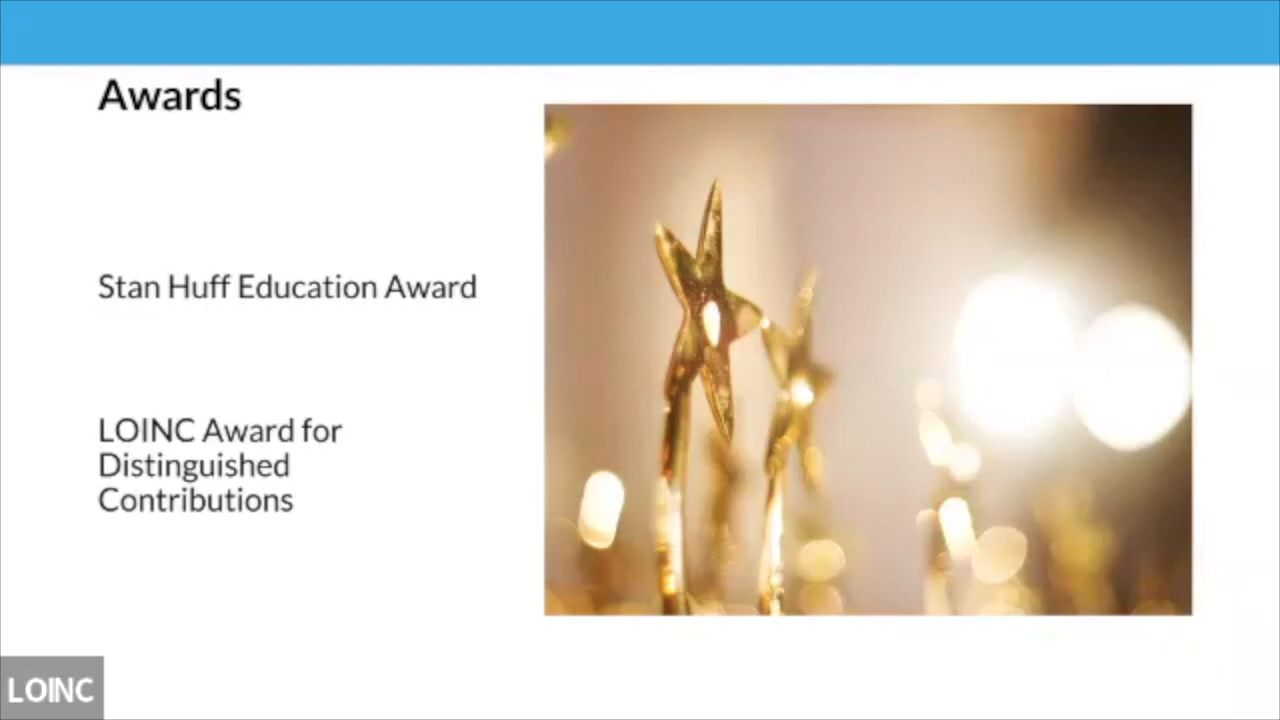 Awards
Stan Huff Education Award
LOINC Award for
Distinguished
Contributions
LOINC